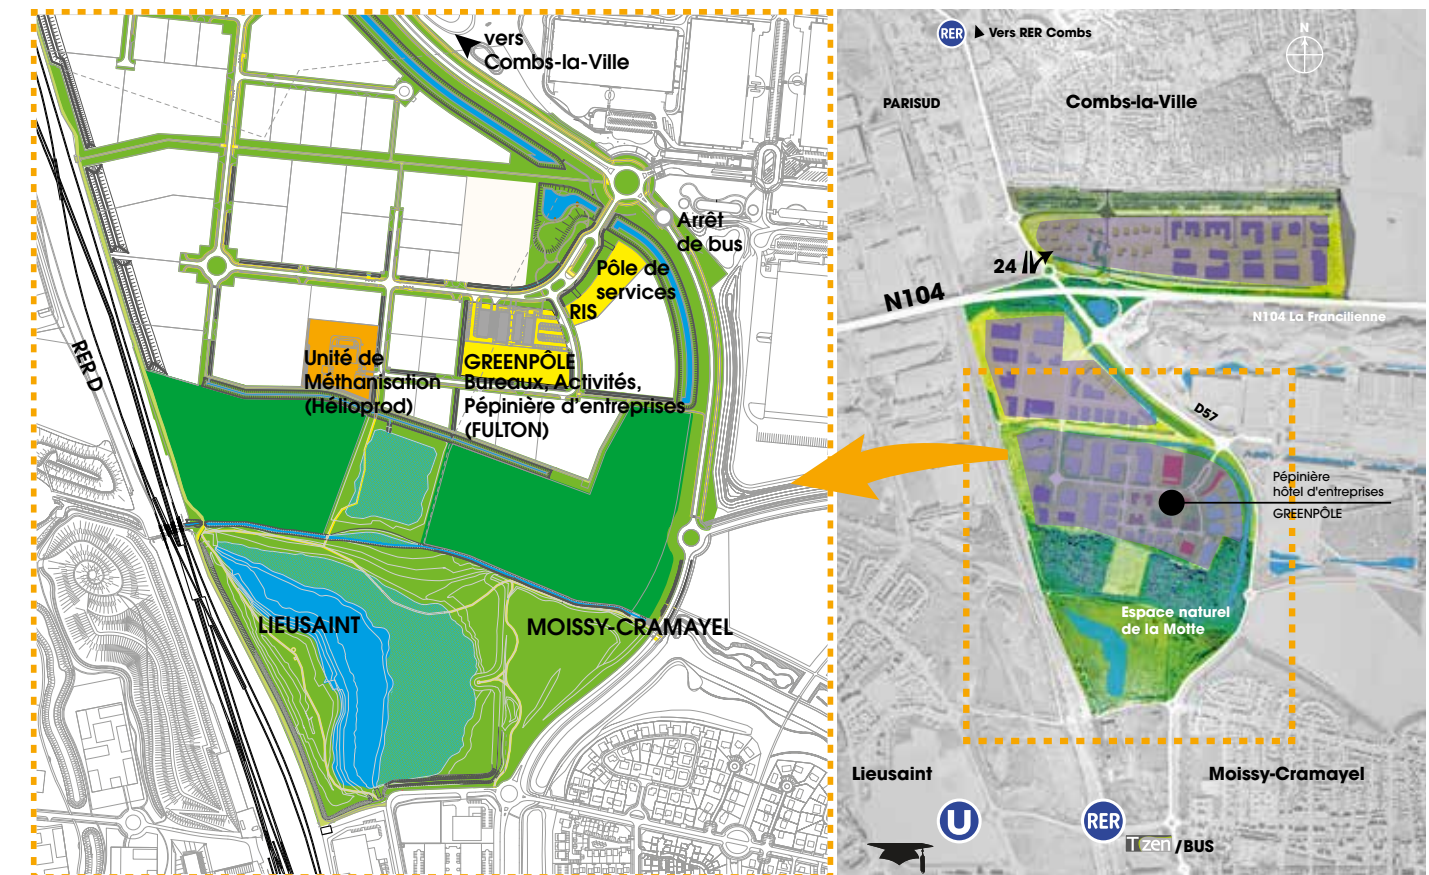 vers
Combs-la-Ville
Arrêt
de bus
Pôle de
services
RIS
GREENPÔLE
Bureaux, Activités,
Pépinière d'entreprises
(FULTON)
Unité de
Méthanisation
(Hélioprod)
RER D
LIEUSAINT
MOISSY-CRAMAYEL
RER
Vers RER Combs
N
PARISUD
Combs-la-Ville
24
N104
N104 La Francilienne
D57
Pépinière
hôtel d'entreprises
GREENPÔLE
Espace naturel
de la Motte
Lieusaint
Moissy-Cramayel
U
RER
T zen /BUS